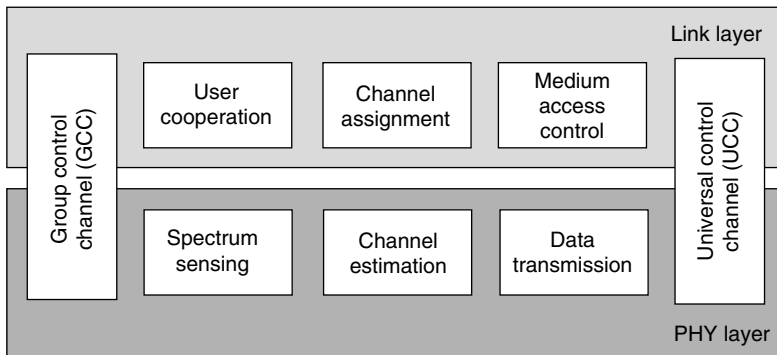 Link layer
Group control
channel (GCC)
User
cooperation
Channel
assignment
Medium
access
control
Universal control
channel (UCC)
Spectrum
sensing
Channel
estimation
Data
transmission
PHY layer